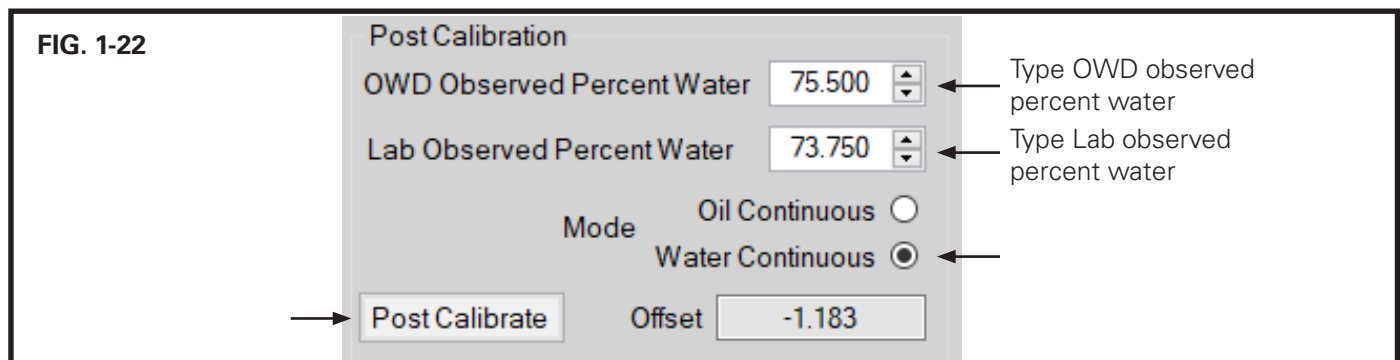 FIG. 1-22
Post Calibration
OWD Observed Percent Water 75.500
Type OWD observed
percent water
Lab Observed Percent Water 73.750
Type Lab observed
percent water
Mode
Oil Continuous
Water Continuous
Post Calibrate Offset -1.183